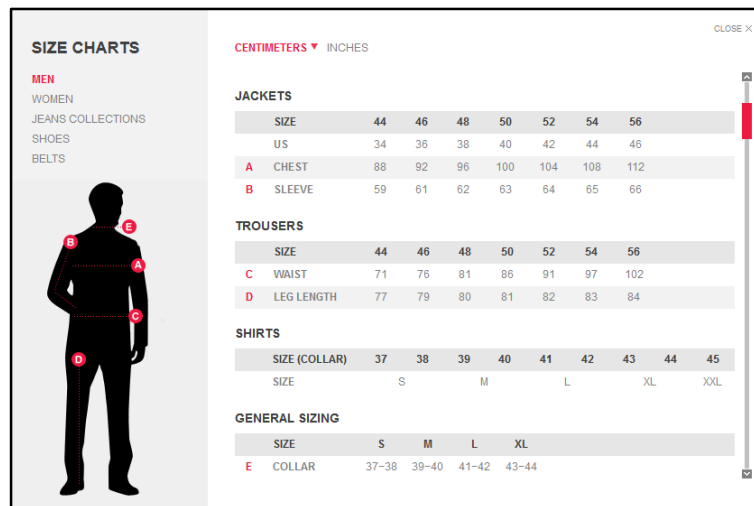 CLOSE X
SIZE CHARTS
MEN
WOMEN
JEANS COLLECTIONS
SHOES
BELTS
CENTIMETERS ▼ INCHES
JACKETS
SIZE 44 46 48 50 52 54 56
US 34 36 38 40 42 44 46
A CHEST 88 92 96 100 104 108 112
B SLEEVE 59 61 62 63 64 65 66
TROUSERS
SIZE 44 46 48 50 52 54 56
C WAIST 71 76 81 86 91 97 102
D LEG LENGTH 77 79 80 81 82 83 84
SHIRTS
SIZE (COLLAR) 37 38 39 40 41 42 43 44 45
SIZE S M L XL XXL
GENERAL SIZING
SIZE S M L XL
E COLLAR 37–38 39–40 41–42 43–44
E
B
A
C
D